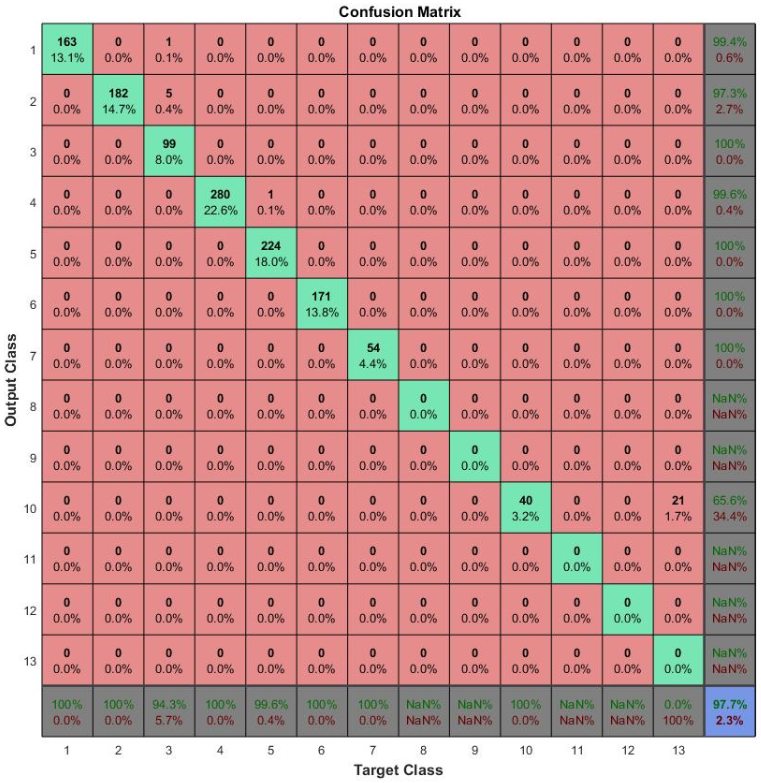 Confusion Matrix
1 163 0 1 0 0 0 0 0 0 0 0 0 0 99.4%
13.1% 0.0% 0.1% 0.0% 0.0% 0.0% 0.0% 0.0% 0.0% 0.0% 0.0% 0.0% 0.0% 0.6%
2 0 182 5 0 0 0 0 0 0 0 0 0 0 97.3%
0.0% 14.7% 0.4% 0.0% 0.0% 0.0% 0.0% 0.0% 0.0% 0.0% 0.0% 0.0% 0.0% 2.7%
3 0 0 99 0 0 0 0 0 0 0 0 0 0 100%
0.0% 0.0% 8.0% 0.0% 0.0% 0.0% 0.0% 0.0% 0.0% 0.0% 0.0% 0.0% 0.0% 0.0%
4 0 0 0 280 1 0 0 0 0 0 0 0 0 99.6%
0.0% 0.0% 0.0% 22.6% 0.1% 0.0% 0.0% 0.0% 0.0% 0.0% 0.0% 0.0% 0.0% 0.4%
5 0 0 0 0 224 0 0 0 0 0 0 0 0 100%
0.0% 0.0% 0.0% 0.0% 18.0% 0.0% 0.0% 0.0% 0.0% 0.0% 0.0% 0.0% 0.0% 0.0%
6 0 0 0 0 0 171 0 0 0 0 0 0 0 100%
0.0% 0.0% 0.0% 0.0% 0.0% 13.8% 0.0% 0.0% 0.0% 0.0% 0.0% 0.0% 0.0% 0.0%
7 0 0 0 0 0 0 54 0 0 0 0 0 0 100%
0.0% 0.0% 0.0% 0.0% 0.0% 0.0% 4.4% 0.0% 0.0% 0.0% 0.0% 0.0% 0.0% 0.0%
8 0 0 0 0 0 0 0 0 0 0 0 0 0 NaN%
0.0% 0.0% 0.0% 0.0% 0.0% 0.0% 0.0% 0.0% 0.0% 0.0% 0.0% 0.0% 0.0% NaN%
9 0 0 0 0 0 0 0 0 0 0 0 0 0 NaN%
0.0% 0.0% 0.0% 0.0% 0.0% 0.0% 0.0% 0.0% 0.0% 0.0% 0.0% 0.0% 0.0% NaN%
10 0 0 0 0 0 0 0 0 0 40 0 0 21 65.6%
0.0% 0.0% 0.0% 0.0% 0.0% 0.0% 0.0% 0.0% 0.0% 3.2% 0.0% 0.0% 1.7% 34.4%
11 0 0 0 0 0 0 0 0 0 0 0 0 0 NaN%
0.0% 0.0% 0.0% 0.0% 0.0% 0.0% 0.0% 0.0% 0.0% 0.0% 0.0% 0.0% 0.0% NaN%
12 0 0 0 0 0 0 0 0 0 0 0 0 0 NaN%
0.0% 0.0% 0.0% 0.0% 0.0% 0.0% 0.0% 0.0% 0.0% 0.0% 0.0% 0.0% 0.0% NaN%
13 0 0 0 0 0 0 0 0 0 0 0 0 0 NaN%
0.0% 0.0% 0.0% 0.0% 0.0% 0.0% 0.0% 0.0% 0.0% 0.0% 0.0% 0.0% 0.0% NaN%
100% 100% 94.3% 100% 99.6% 100% 100% NaN% NaN% 100% NaN% NaN% 0.0% 97.7%
0.0% 0.0% 5.7% 0.0% 0.4% 0.0% 0.0% NaN% NaN% 0.0% NaN% NaN% 100% 2.3%
1 2 3 4 5 6 7 8 9 10 11 12 13
Target Class
Output Class